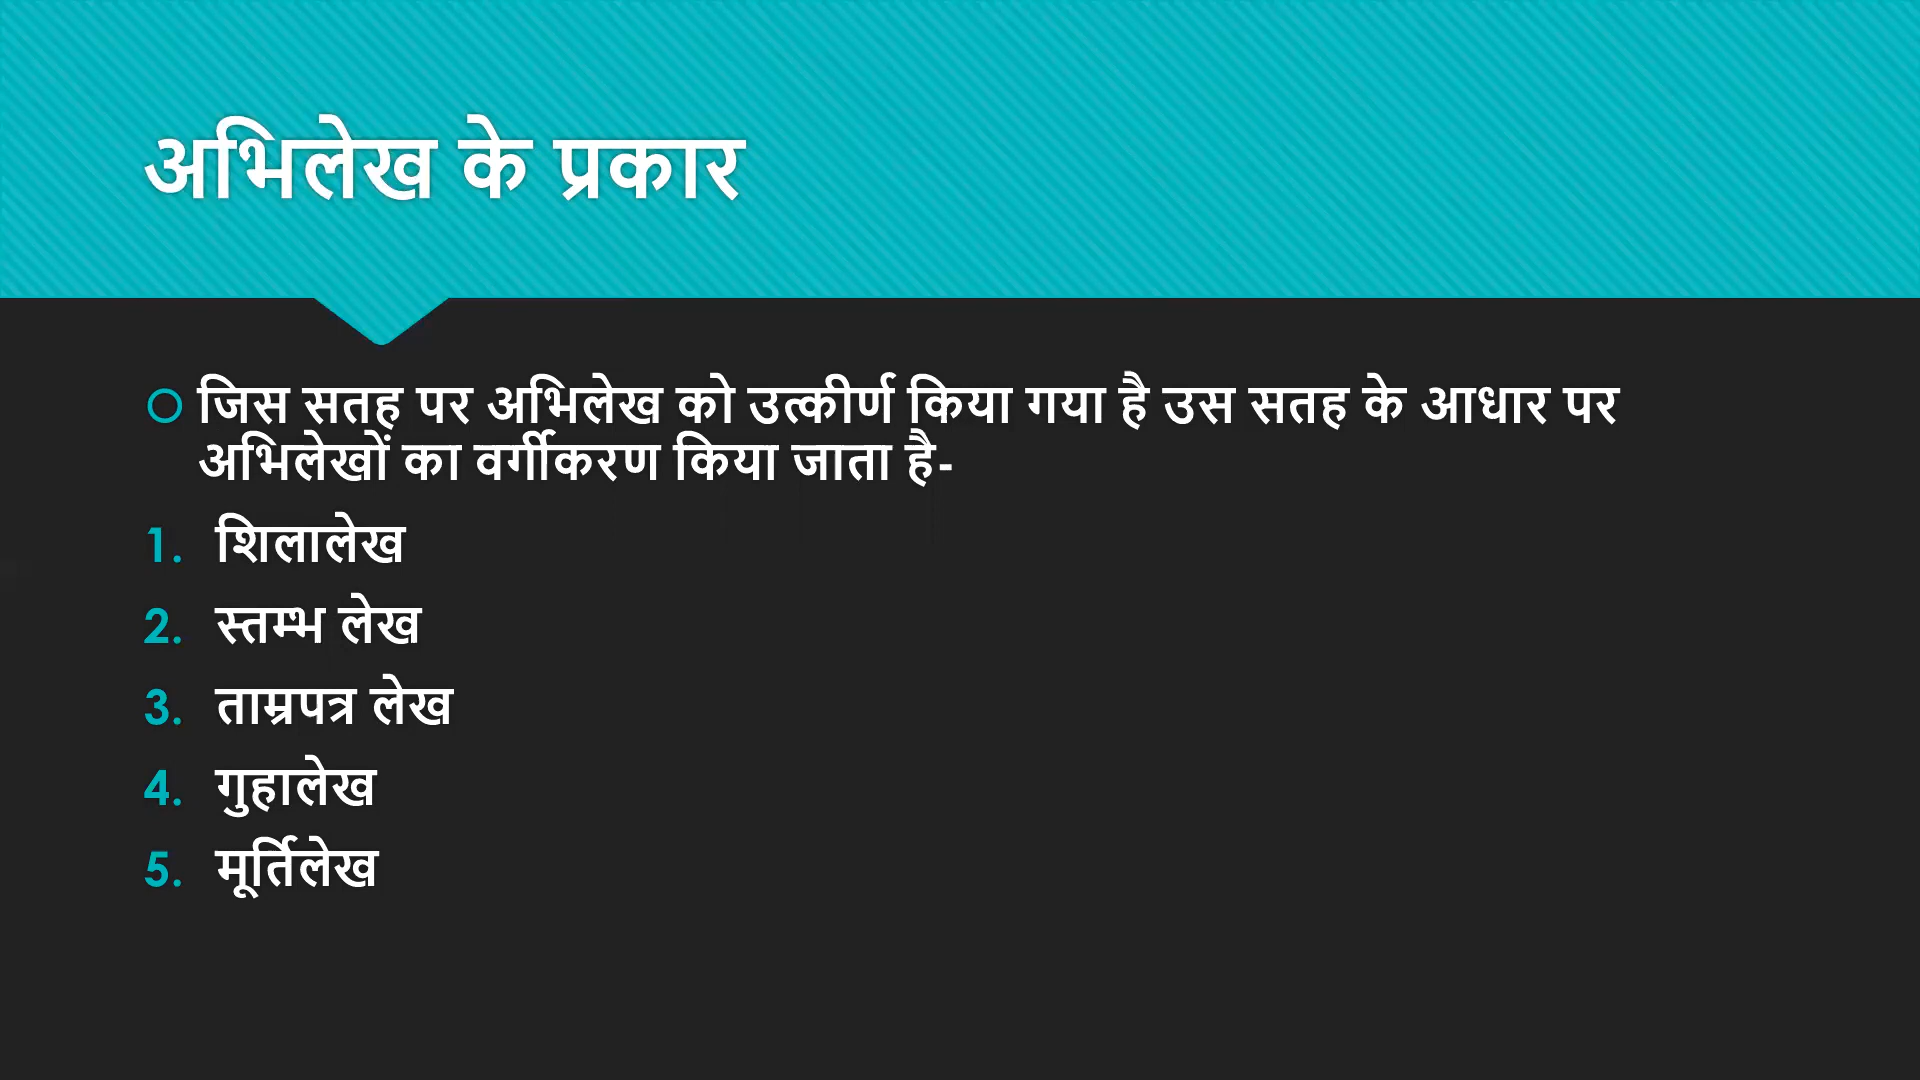 अभिलेख के प्रकार
जिस सतह पर अभिलेख को उत्कीर्ण किया गया है उस सतह के आधार पर
अभिलेखों का वर्गीकरण किया जाता है-
1. शिलालेख
2. स्तम्भ लेख
3. ताम्रपत्र लेख
4. गुहालेख
5. मूर्तिलेख